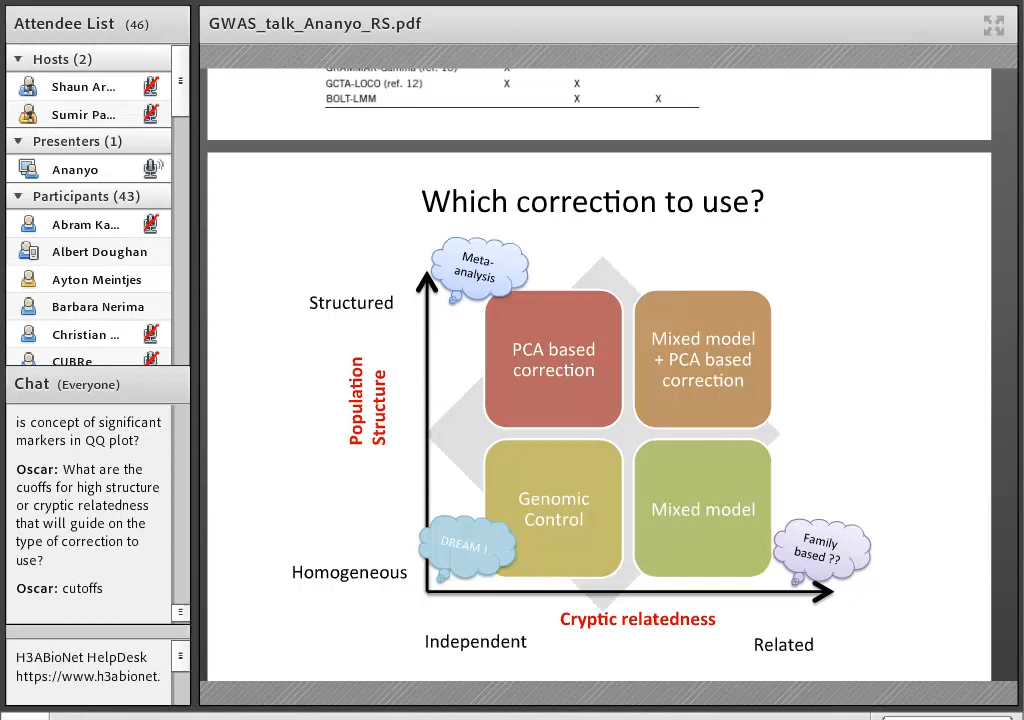 Attendee List (46)
Hosts (2)
Shaun Ar...
Sumir Pa...
Presenters (1)
Ananyo
Participants (43)
Abram Ka...
Albert Doughan
Ayton Meintjes
Barbara Nerima
Christian ...
CUBRe
Chat (Everyone)
is concept of significant
markers in QQ plot?
Oscar: What are the
cuoffs for high structure
or cryptic relatedness
that will guide on the
type of correction to
use?
Oscar: cutoffs
H3ABioNet HelpDesk
https://www.h3abionet.
GWAS_talk_Ananyo_RS.pdf
GCTA-LOCO (ref. 12) X X
BOLT-LMM X X
Which correction to use?
Meta-
analysis
Structured
PCA based
correction
Mixed model
+ PCA based
correction
Population
Structure
Genomic
Control
Mixed model
DREAM !
Family
based ??
Homogeneous
Cryptic relatedness
Independent
Related